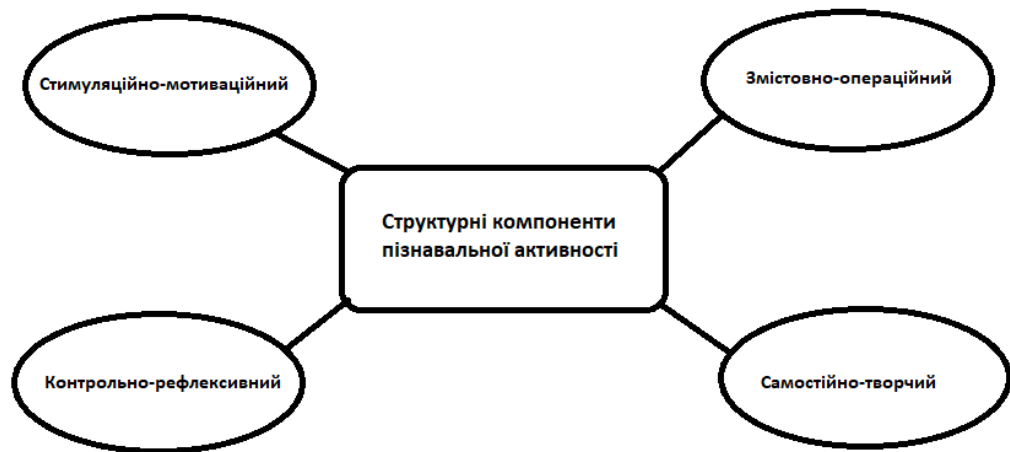 Стимуляційно-мотиваційний
Змістовно-операційний
Структурні компоненти
пізнавальної активності
Контрольно-рефлексивний
Самостійно-творчий